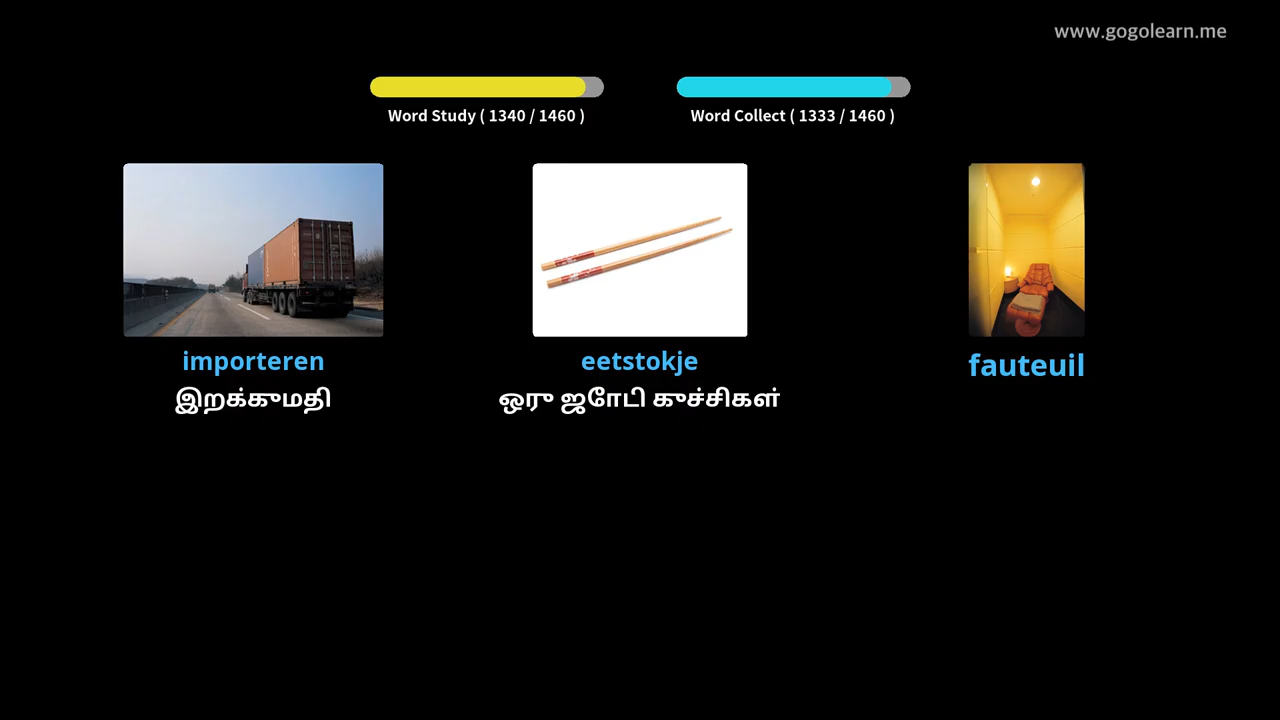 www.gogolearn.me
Word Study ( 1340 / 1460 )
Word Collect ( 1333 / 1460 )
importeren
eetstokje
fauteuil
இறக்குமதி
ஒரு ஜோடி குச்சிகள்